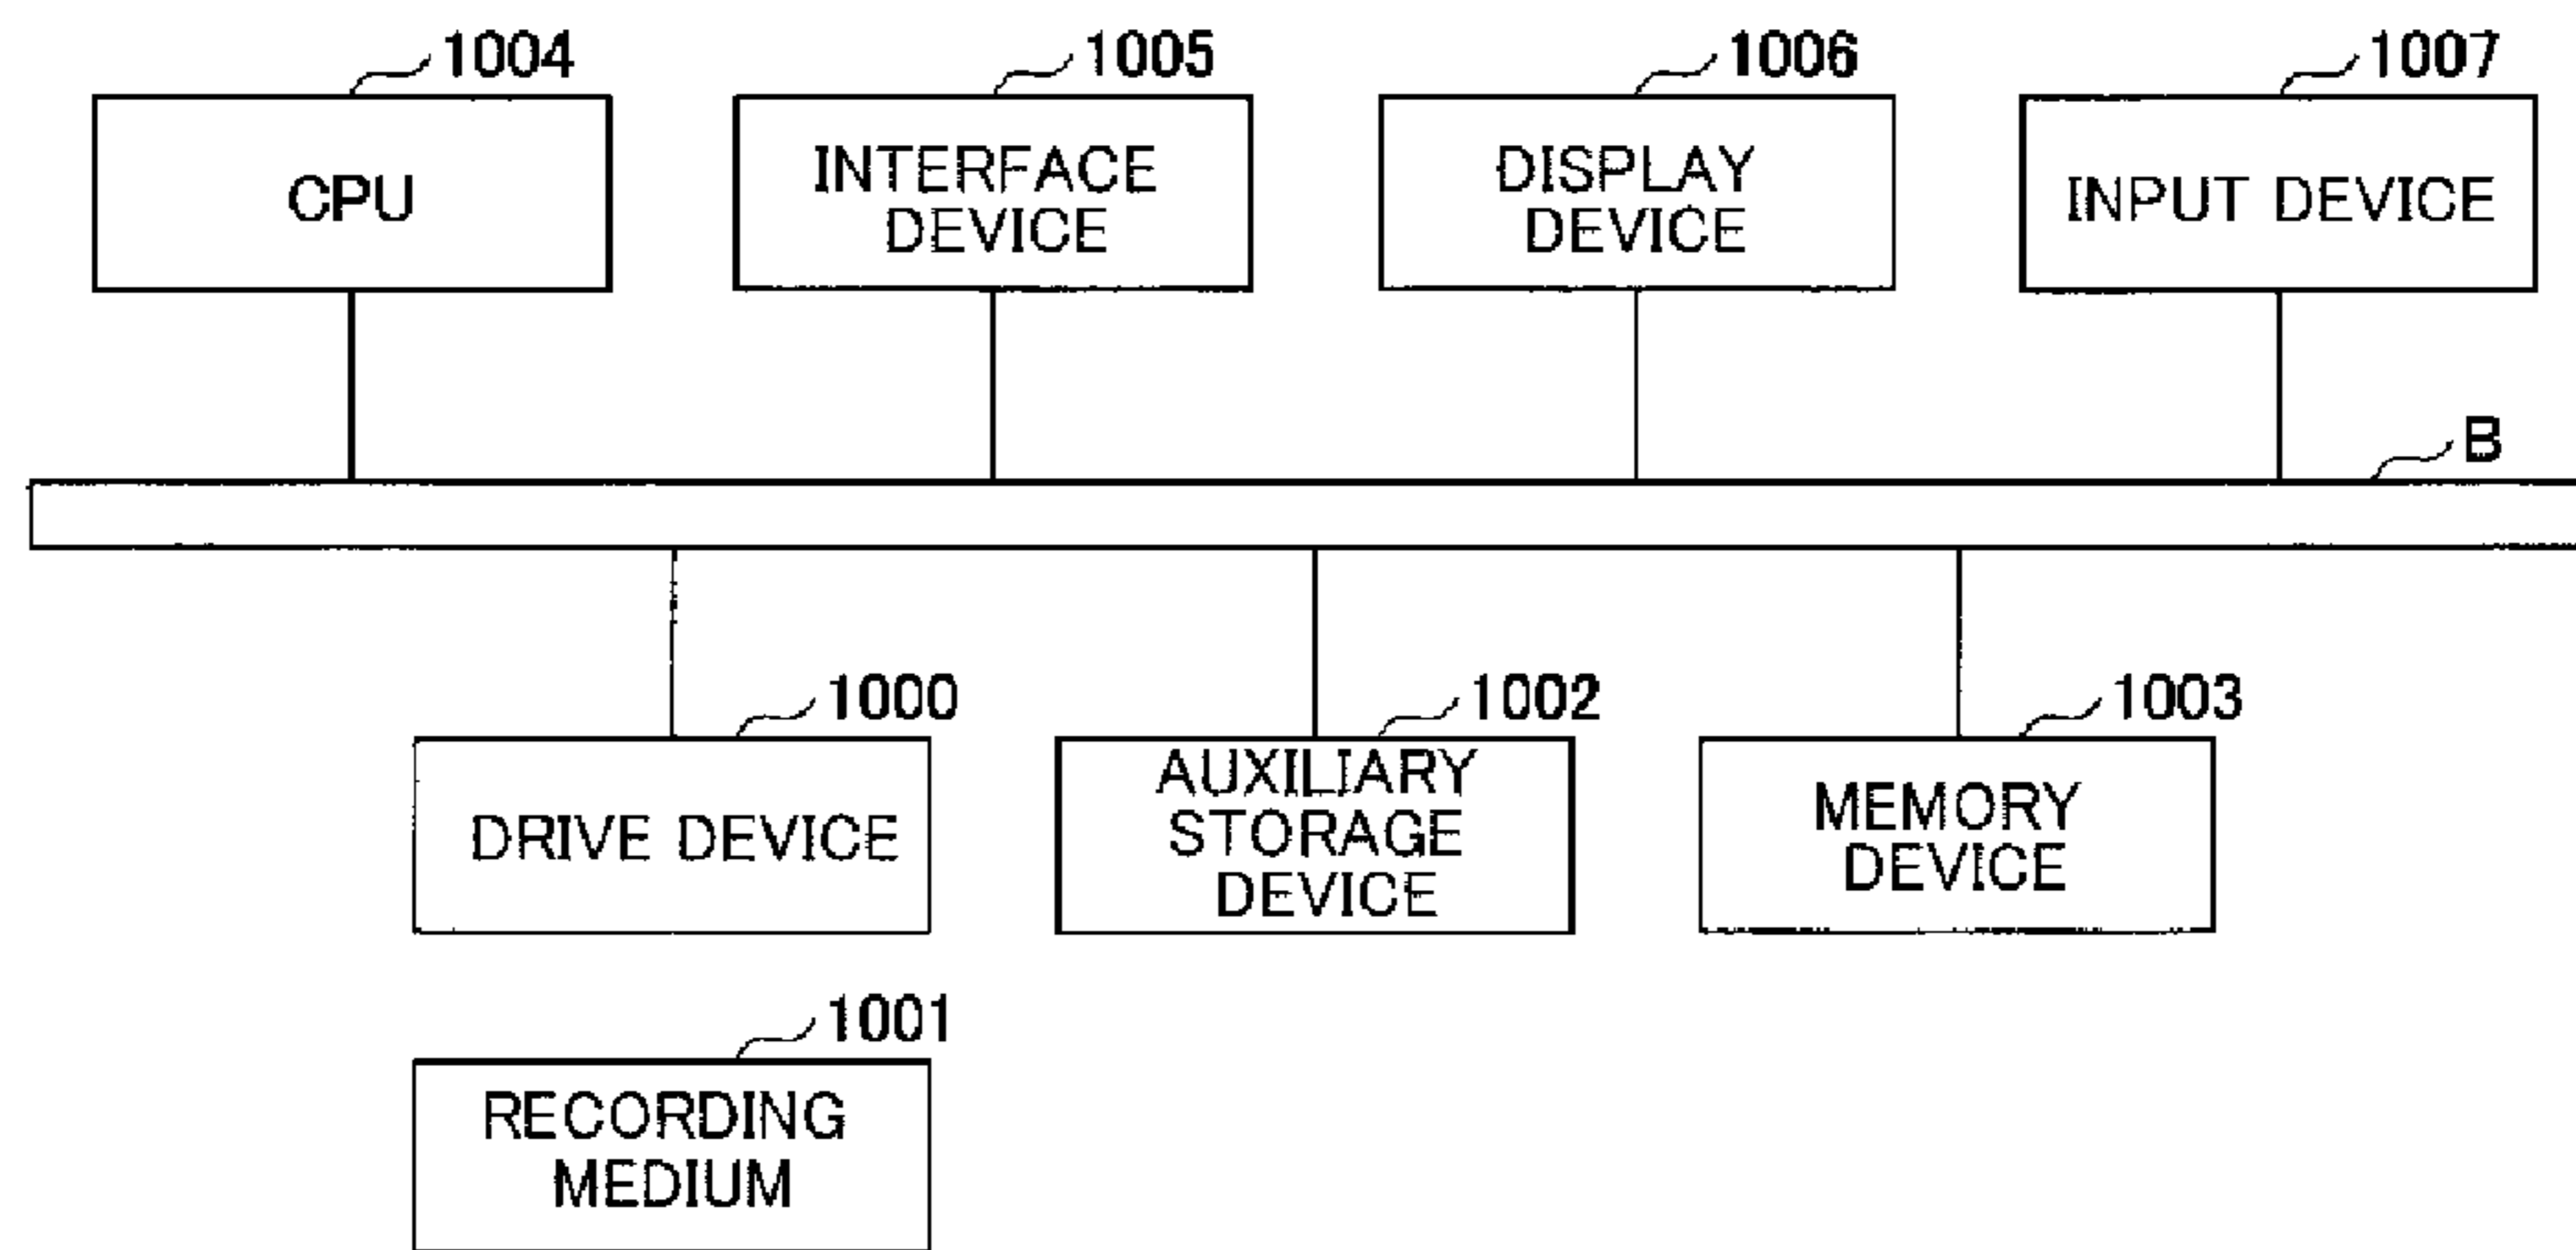 1004
1005
1006
1007
CPU
INTERFACE
DEVICE
DISPLAY
DEVICE
INPUT DEVICE
B
1000
1002
1003
DRIVE DEVICE
AUXILIARY
STORAGE
DEVICE
MEMORY
DEVICE
1001
RECORDING
MEDIUM